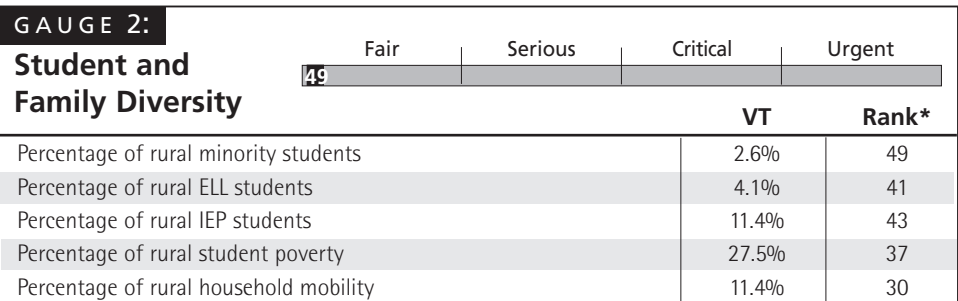 GAUGE 2:
Student and
Family Diversity
Fair Serious Critical Urgent
49
VT Rank*
Percentage of rural minority students 2.6% 49
Percentage of rural ELL students 4.1% 41
Percentage of rural IEP students 11.4% 43
Percentage of rural student poverty 27.5% 37
Percentage of rural household mobility 11.4% 30